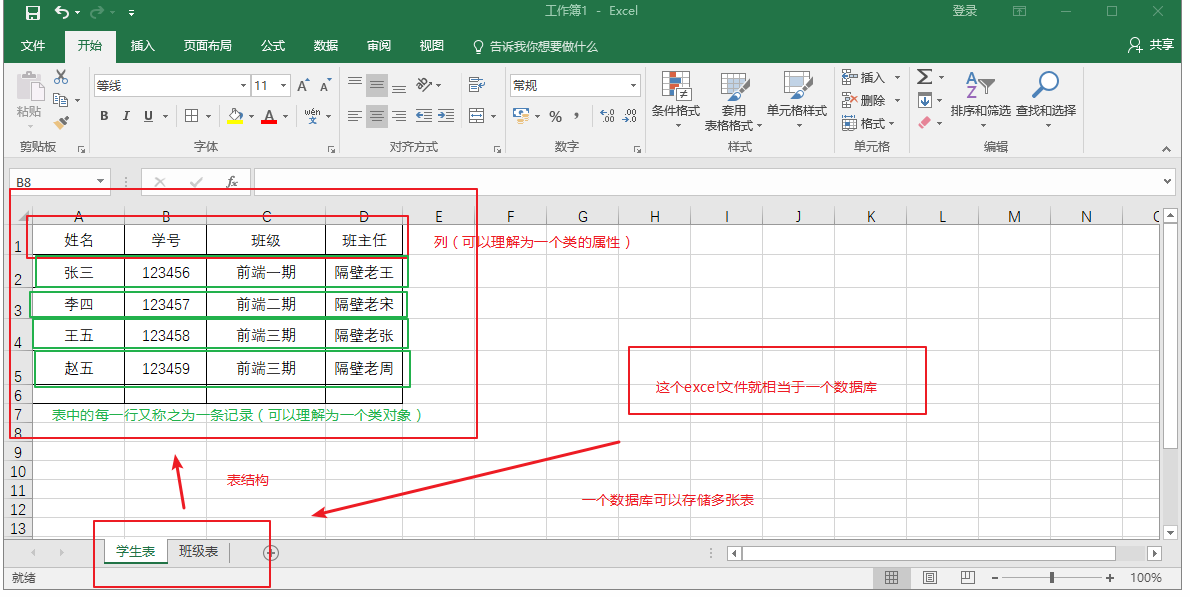 工作簿1 - Excel
登录
文件 开始 插入 页面布局 公式 数据 审阅 视图 告诉我你想要做什么 共享
粘贴
剪贴板
等线 11
B I U A wén 文
字体
对齐方式
常规
% , .00 .0
数字
条件格式 套用 表格格式 单元格样式
样式
插入
删除
格式
单元格
排序和筛选 查找和选择
编辑
B8 fx
A B C D E F G H I J K L M N
1 姓名 学号 班级 班主任 列（可以理解为一个类的属性）
2 张三 123456 前端一期 隔壁老王
3 李四 123457 前端二期 隔壁老宋
4 王五 123458 前端三期 隔壁老张
5 赵五 123459 前端三期 隔壁老周
这个excel文件就相当于一个数据库
6
7 表中的每一行又称之为一条记录（可以理解为一个类对象）
8
9
10 表结构
11 一个数据库可以存储多张表
12
13
学生表 班级表
就绪 100%